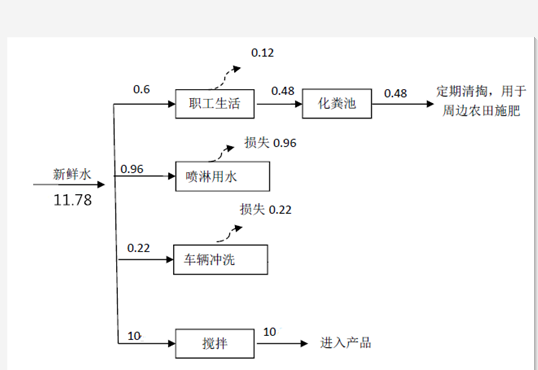 0.12
0.6
职工生活
0.48
化粪池
0.48
定期清掏，用于
周边农田施肥
损失 0.96
新鲜水
11.78
0.96
喷淋用水
损失 0.22
0.22
车辆冲洗
10
搅拌
10
进入产品